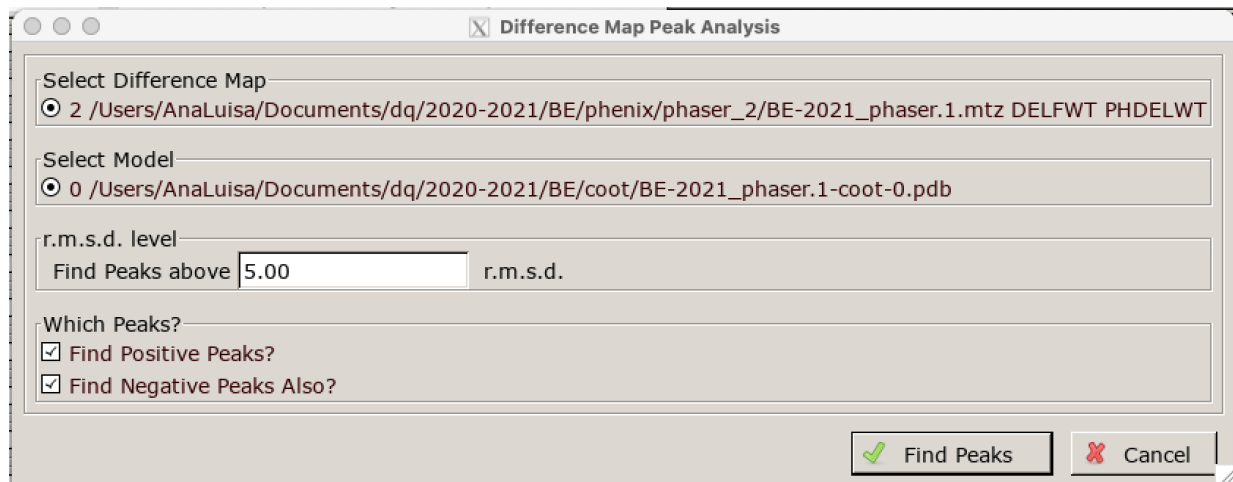 Difference Map Peak Analysis
Select Difference Map
2 /Users/AnaLuisa/Documents/dq/2020-2021/BE/phenix/phaser_2/BE-2021_phaser.1.mtz DELFWT PHDELWT
Select Model
0 /Users/AnaLuisa/Documents/dq/2020-2021/BE/coot/BE-2021_phaser.1-coot-0.pdb
r.m.s.d. level
Find Peaks above 5.00 r.m.s.d.
Which Peaks?
Find Positive Peaks?
Find Negative Peaks Also?
Find Peaks Cancel